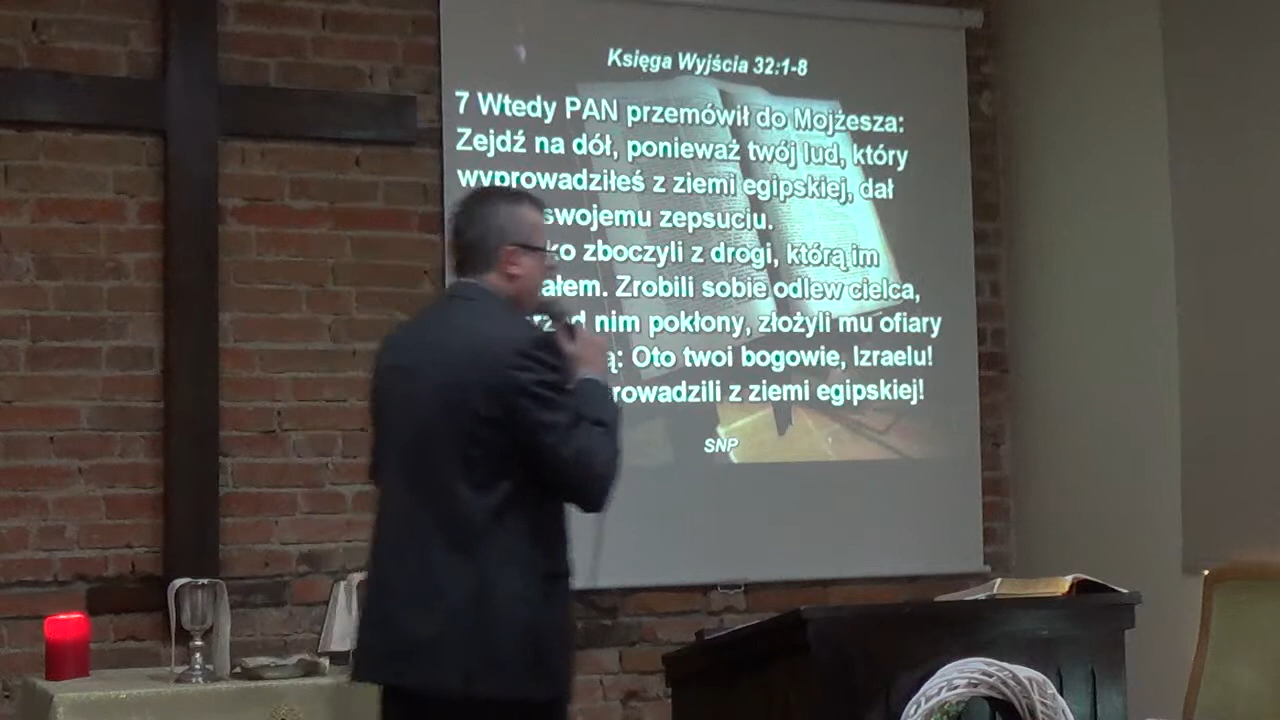 Księga Wyjścia 32:1-8
7 Wtedy PAN przemówił do Mojżesza:
Zejdź na dół, ponieważ twój lud, który
wyprowadziłeś z ziemi egipskiej, dał
swojemu zepsuciu.
zboczyli z drogi, którą im
Zrobili sobie odlew cielca,
nim pokłony, złożyli mu ofiary
Oto twoi bogowie, Izraelu!
z ziemi egipskiej!
SNP